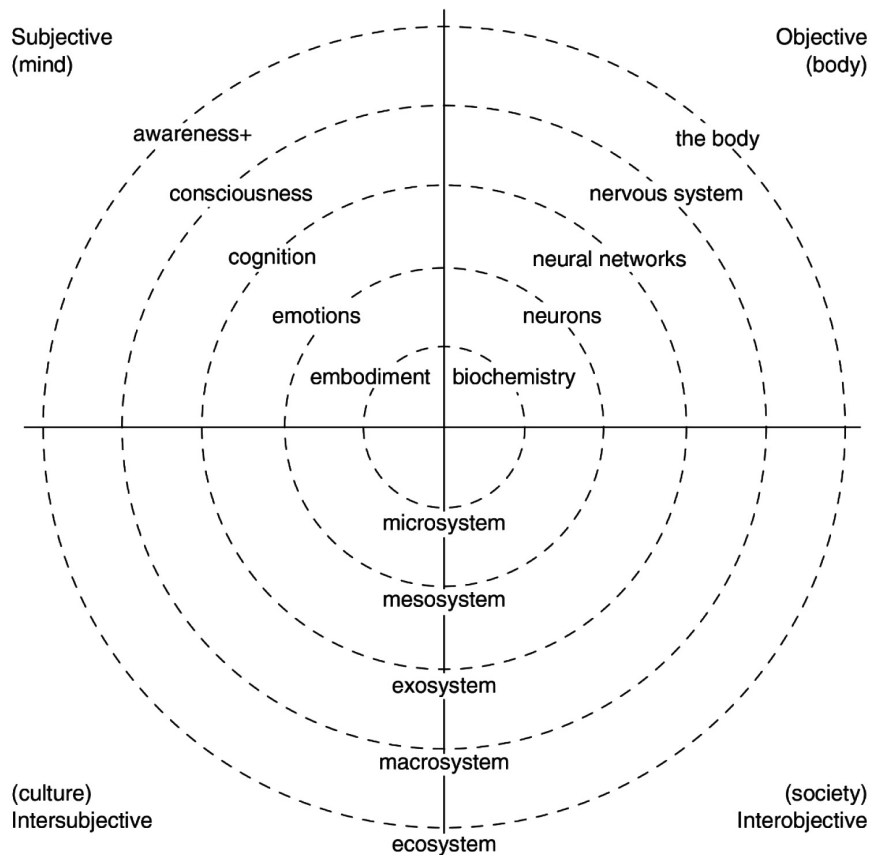 Subjective
(mind)
Objective
(body)
awareness+
the body
consciousness
nervous system
cognition
neural networks
emotions
neurons
embodiment
biochemistry
microsystem
mesosystem
exosystem
macrosystem
(culture)
Intersubjective
(society)
Interobjective
ecosystem